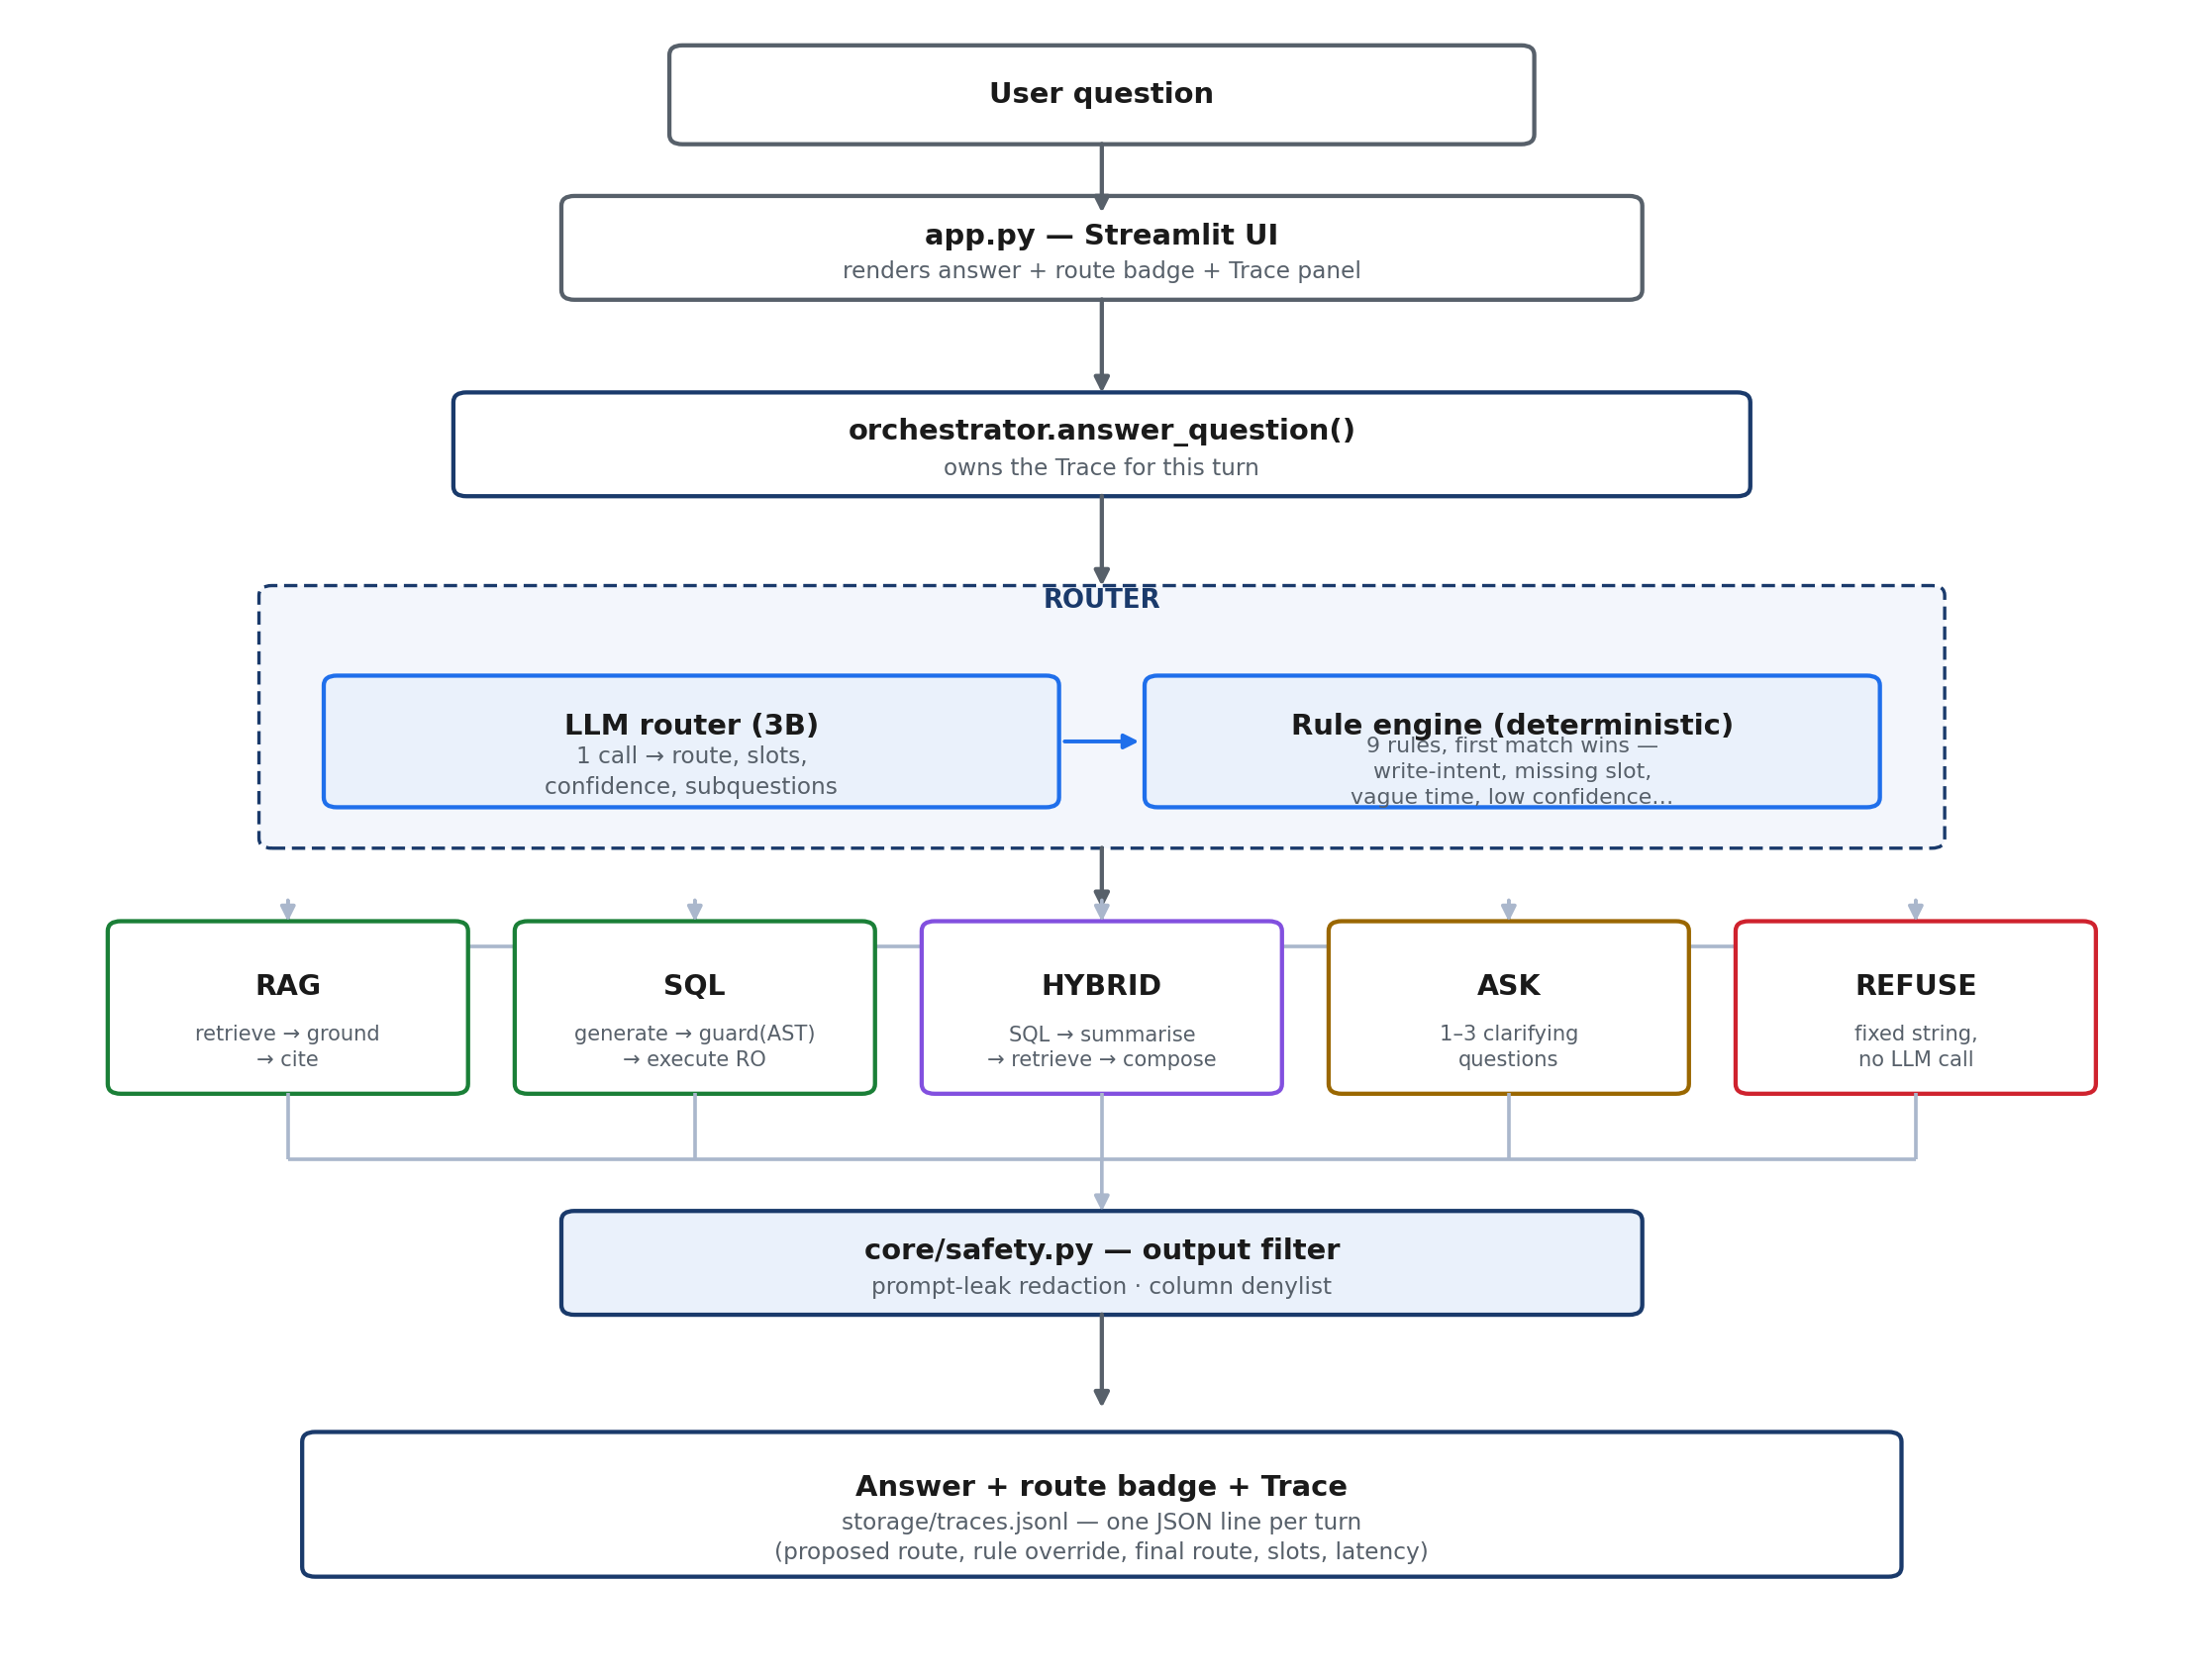 User question
app.py — Streamlit UI
renders answer + route badge + Trace panel
orchestrator.answer_question()
owns the Trace for this turn
ROUTER
LLM router (3B)
1 call → route, slots,
confidence, subquestions
Rule engine (deterministic)
9 rules, first match wins —
write-intent, missing slot,
vague time, low confidence...
RAG
retrieve → ground
→ cite
SQL
generate → guard(AST)
→ execute RO
HYBRID
SQL → summarise
→ retrieve → compose
ASK
1–3 clarifying
questions
REFUSE
fixed string,
no LLM call
core/safety.py — output filter
prompt-leak redaction · column denylist
Answer + route badge + Trace
storage/traces.jsonl — one JSON line per turn
(proposed route, rule override, final route, slots, latency)